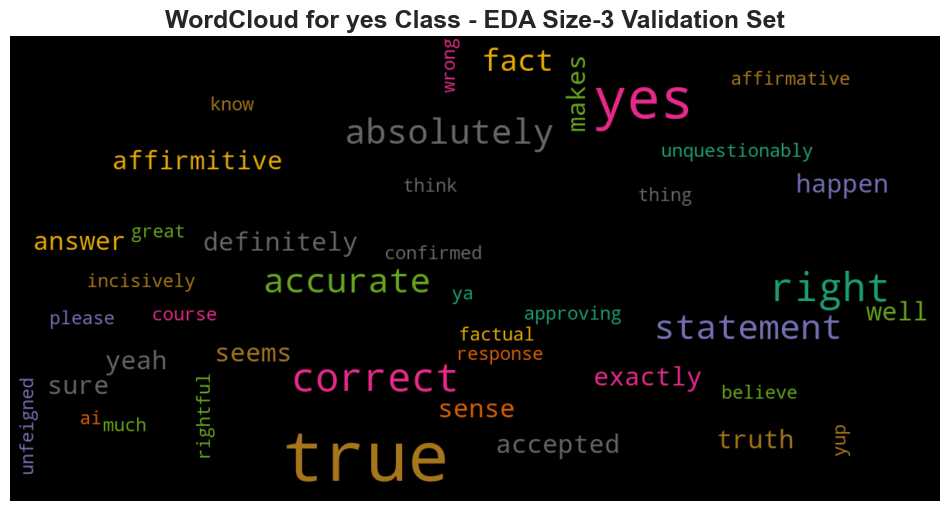 WordCloud for yes Class - EDA Size-3 Validation Set
wrong
fact
makes
yes
affirmative
know
absolutely
affirmitive
unquestionably
think
thing
happen
answer
great
definitely
confirmed
incisively
accurate
ya
right
please
course
approving
statement
well
factual
yeah
seems
response
sure
correct
exactly
believe
unfeigned
ai
much
rightful
sense
true
accepted
truth
yup